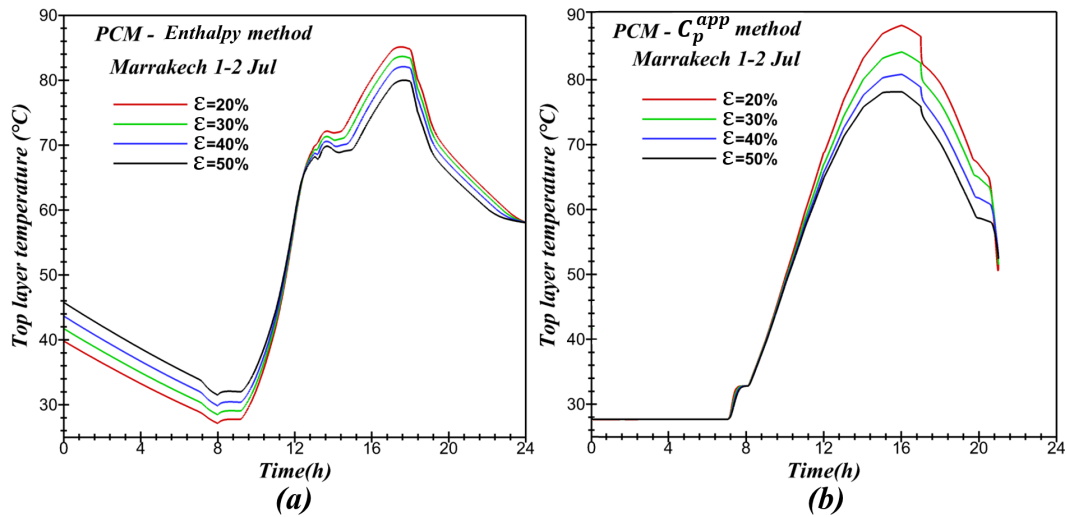 PCM - Enthalpy method
Marrakech 1-2 Jul
Ɛ=20%
Ɛ=30%
Ɛ=40%
Ɛ=50%
Top layer temperature (°C)
90
80
70
60
50
40
30
0 4 8 12 16 20 24
Time(h)
(a)
PCM - C_p^app method
Marrakech 1-2 Jul
Ɛ=20%
Ɛ=30%
Ɛ=40%
Ɛ=50%
Top layer temperature (°C)
90
80
70
60
50
40
30
0 4 8 12 16 20 24
Time(h)
(b)